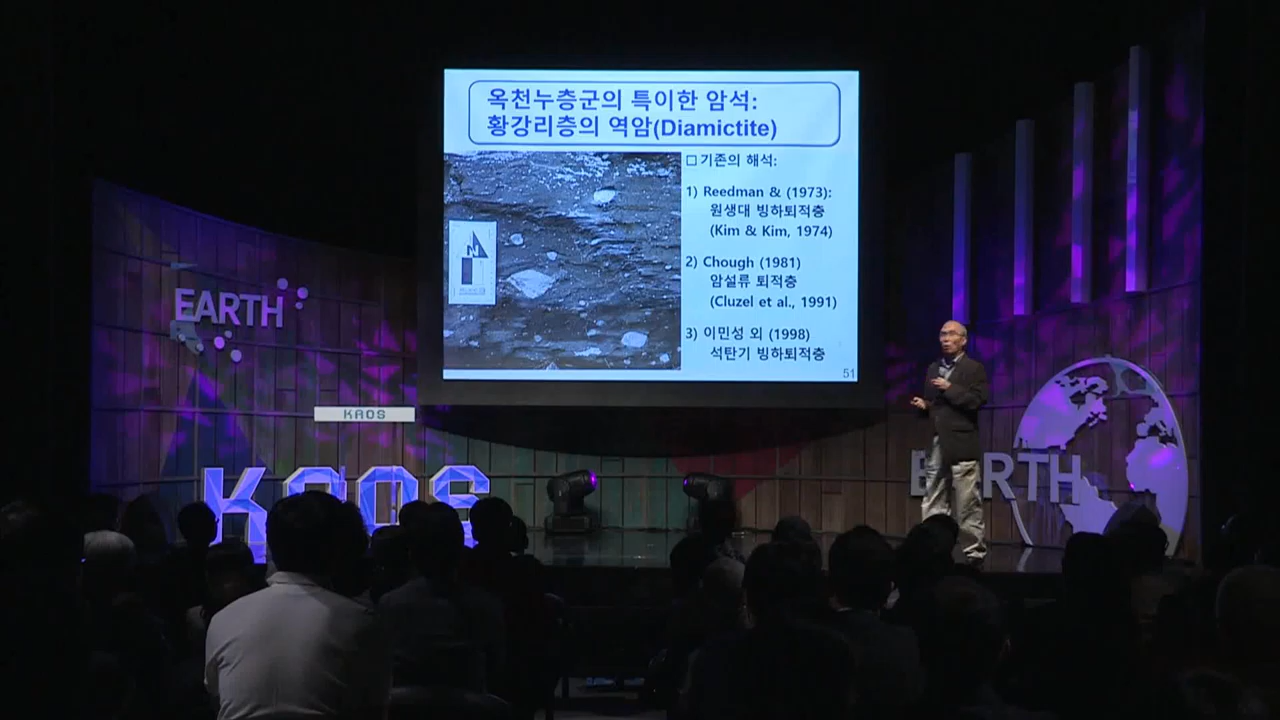 옥천누층군의 특이한 암석:
황강리층의 역암(Diamictite)
□ 기존의 해석:
1) Reedman & (1973):
원생대 빙하퇴적층
(Kim & Kim, 1974)
2) Chough (1981)
암설류 퇴적층
(Cluzel et al., 1991)
3) 이민성 외 (1998)
석탄기 빙하퇴적층
51
N
EARTH
KAOS
KAOS
EARTH